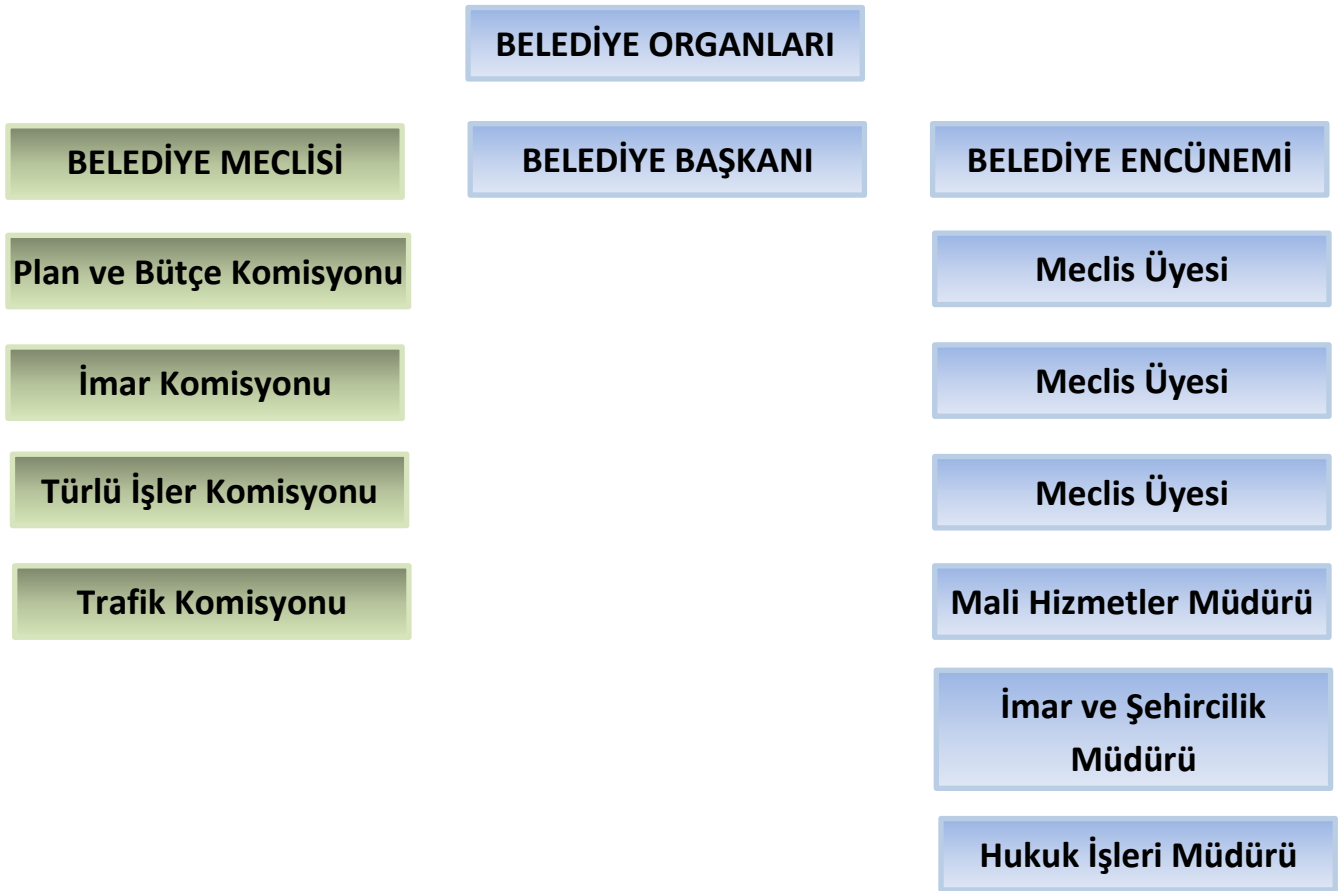 BELEDİYE ORGANLARI
BELEDİYE MECLİSİ
BELEDİYE BAŞKANI
BELEDİYE ENCÜNEMİ
Plan ve Bütçe Komisyonu
Meclis Üyesi
İmar Komisyonu
Meclis Üyesi
Türlü İşler Komisyonu
Meclis Üyesi
Trafik Komisyonu
Mali Hizmetler Müdürü
İmar ve Şehircilik
Müdürü
Hukuk İşleri Müdürü